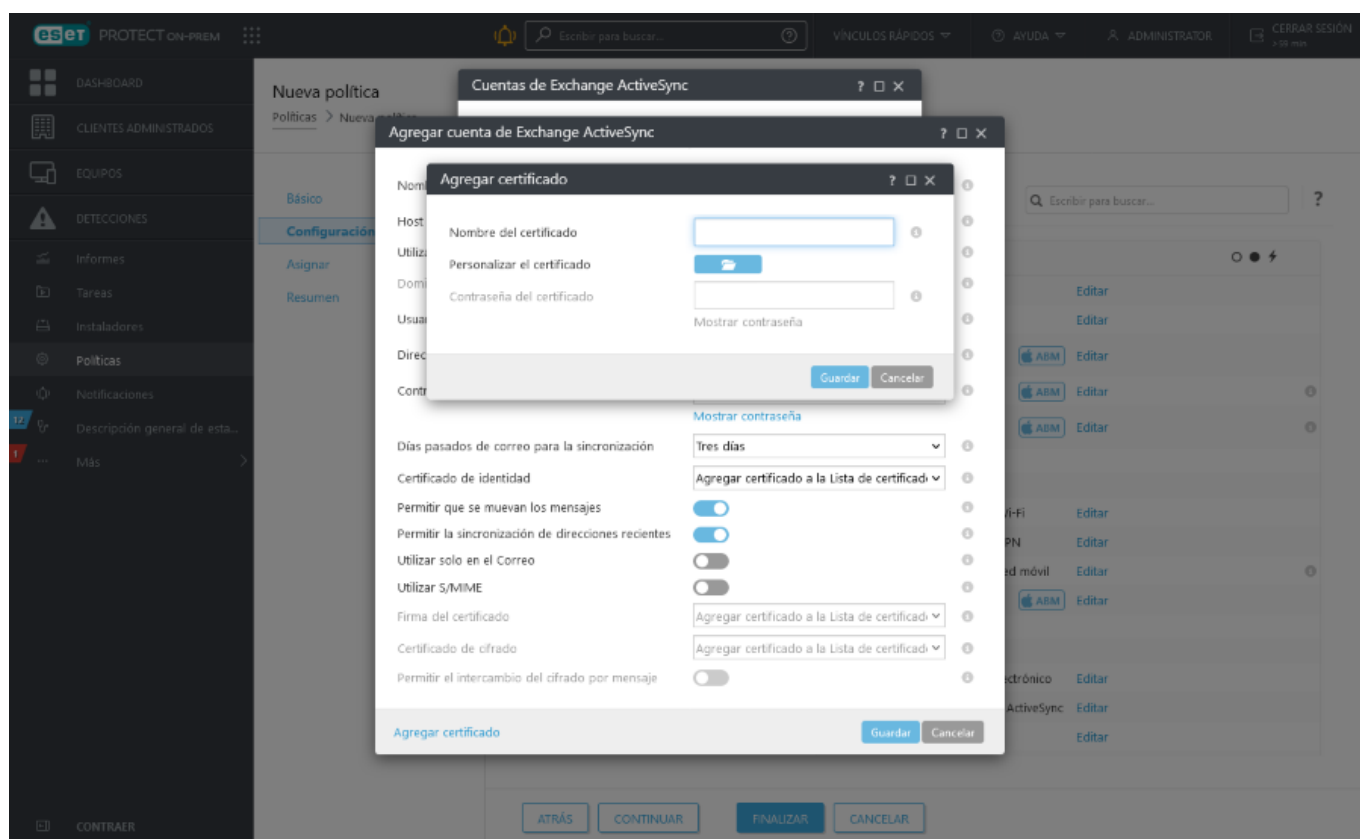 eset PROTECT ON-PREM
Escribir para buscar...
VÍNCULOS RÁPIDOS
AYUDA
ADMINISTRATOR
CERRAR SESIÓN
> 59 min
DASHBOARD
CLIENTES ADMINISTRADOS
EQUIPOS
DETECCIONES
Informes
Tareas
Instaladores
Políticas
Notificaciones
12
Descripción general de esta...
1
Más
CONTRAER
Nueva política
Políticas > Nueva
Básico
Configuración
Asignar
Resumen
Cuentas de Exchange ActiveSync
Agregar cuenta de Exchange ActiveSync
Agregar certificado
Nombre del certificado
Personalizar el certificado
Contraseña del certificado
Mostrar contraseña
Guardar Cancelar
Host
Mostrar contraseña
Días pasados de correo para la sincronización Tres días
Certificado de identidad Agregar certificado a la Lista de certificad
Permitir que se muevan los mensajes
Permitir la sincronización de direcciones recientes
Utilizar solo en el Correo
Utilizar S/MIME
Firma del certificado Agregar certificado a la Lista de certificad
Certificado de cifrado Agregar certificado a la Lista de certificad
Permitir el intercambio del cifrado por mensaje
Agregar certificado Guardar Cancelar
Escribir para buscar... ?
Editar
Editar
ABM Editar
ABM Editar
ABM Editar
Wi-Fi Editar
Editar
móvil Editar
ABM Editar
Editar
ActiveSync Editar
Editar
ATRÁS CONTINUAR FINALIZAR CANCELAR